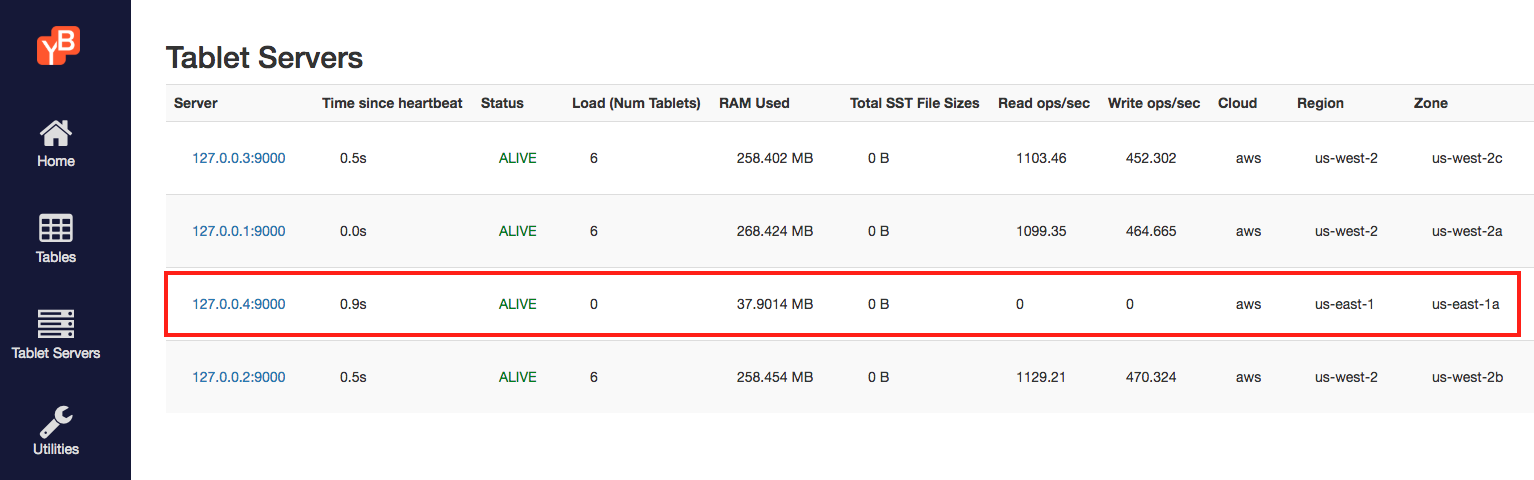 YB
Home
Tables
Tablet Servers
Utilities
Tablet Servers
Server Time since heartbeat Status Load (Num Tablets) RAM Used Total SST File Sizes Read ops/sec Write ops/sec Cloud Region Zone
127.0.0.3:9000 0.5s ALIVE 6 258.402 MB 0 B 1103.46 452.302 aws us-west-2 us-west-2c
127.0.0.1:9000 0.0s ALIVE 6 268.424 MB 0 B 1099.35 464.665 aws us-west-2 us-west-2a
127.0.0.4:9000 0.9s ALIVE 0 37.9014 MB 0 B 0 0 aws us-east-1 us-east-1a
127.0.0.2:9000 0.5s ALIVE 6 258.454 MB 0 B 1129.21 470.324 aws us-west-2 us-west-2b